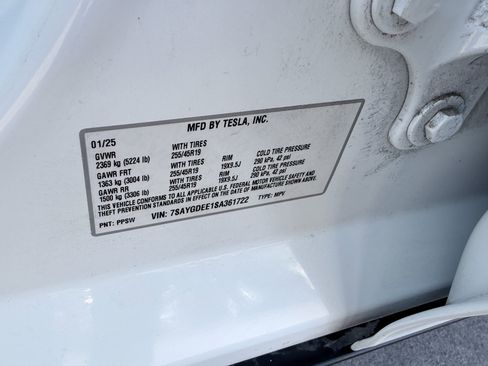 MFD BY TESLA, INC.
01/25
GVWR WITH TIRES RIM COLD TIRE PRESSURE
2369 kg (5224 lb) 255/45R19 19X9.5J 290 kPa, 42 psi
GAWR FRT WITH TIRES RIM COLD TIRE PRESSURE
1363 kg (3004 lb) 255/45R19 19X9.5J 290 kPa, 42 psi
GAWR RR WITH TIRES
1500 kg (3306 lb) 255/45R19
THIS VEHICLE CONFORMS TO ALL APPLICABLE U.S. FEDERAL MOTOR VEHICLE SAFETY AND
THEFT PREVENTION STANDARDS IN EFFECT ON THE DATE OF MANUFACTURE SHOWN ABOVE.
PNT: PPSW VIN: 7SAYGDEE1SA361722 TYPE: MPV